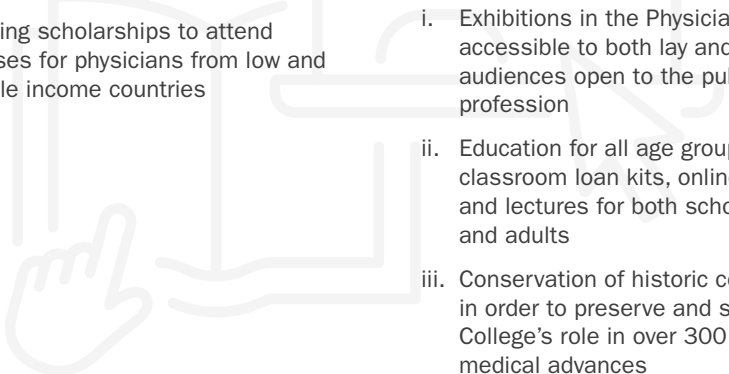 ing scholarships to attend
ses for physicians from low and
le income countries
i. Exhibitions in the Physicia
accessible to both lay and
audiences open to the pu
profession
ii. Education for all age grou
classroom loan kits, onlin
and lectures for both scho
and adults
iii. Conservation of historic c
in order to preserve and s
College's role in over 300
medical advances